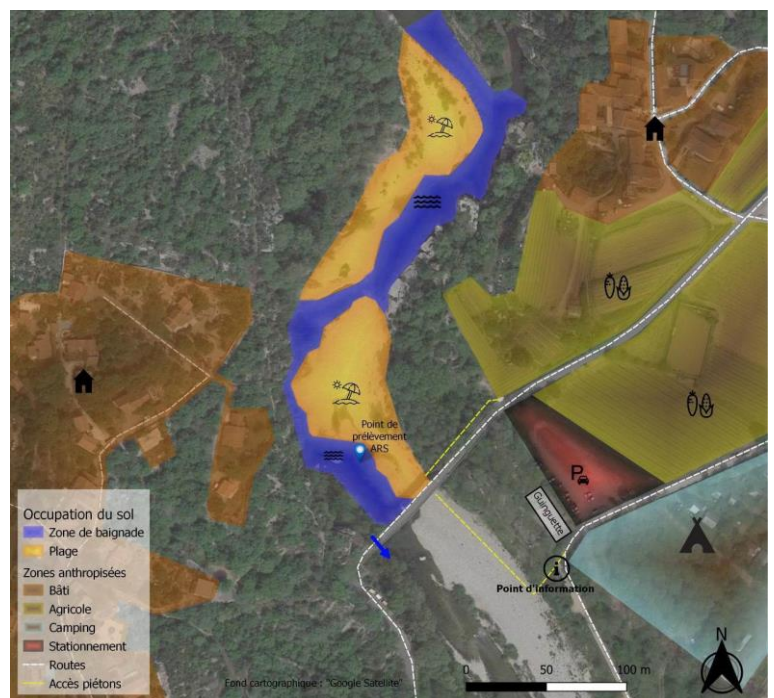 Point de
prélèvement
ARS
P
Guinguette
i
Point d'information
Occupation du sol
Zone de baignade
Plage
Zones anthropisées
Bâti
Agricole
Camping
Stationnement
Routes
Accès piétons
Fond cartographique : "Google Satellite"
0 50 100 m
N